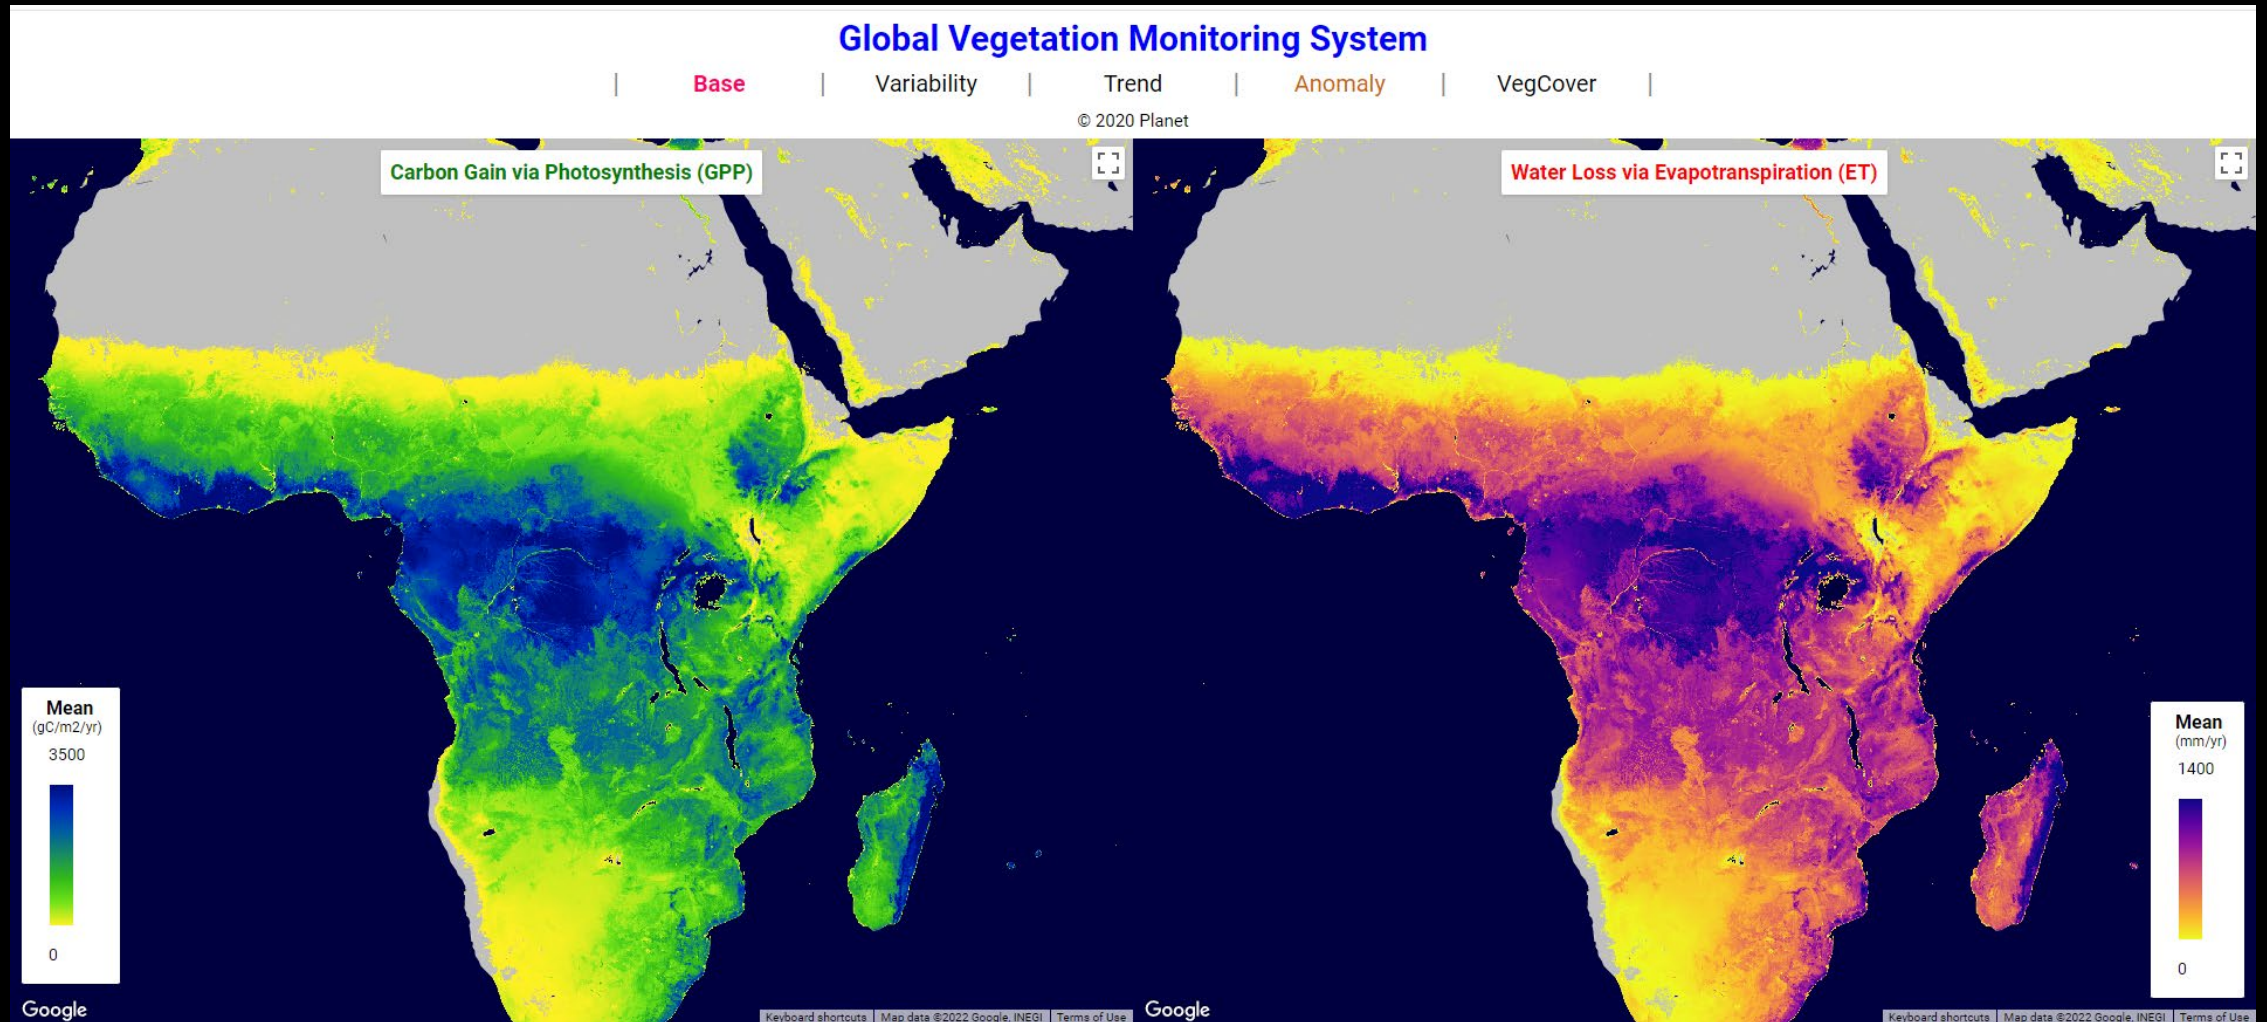 Global Vegetation Monitoring System
| Base | Variability | Trend | Anomaly | VegCover |
© 2020 Planet
Carbon Gain via Photosynthesis (GPP)
Mean
(gC/m2/yr)
3500
0
Google
Keyboard shortcuts | Map data ©2022 Google, INEGI | Terms of Use
Water Loss via Evapotranspiration (ET)
Mean
(mm/yr)
1400
0
Google
Keyboard shortcuts | Map data ©2022 Google, INEGI | Terms of Use